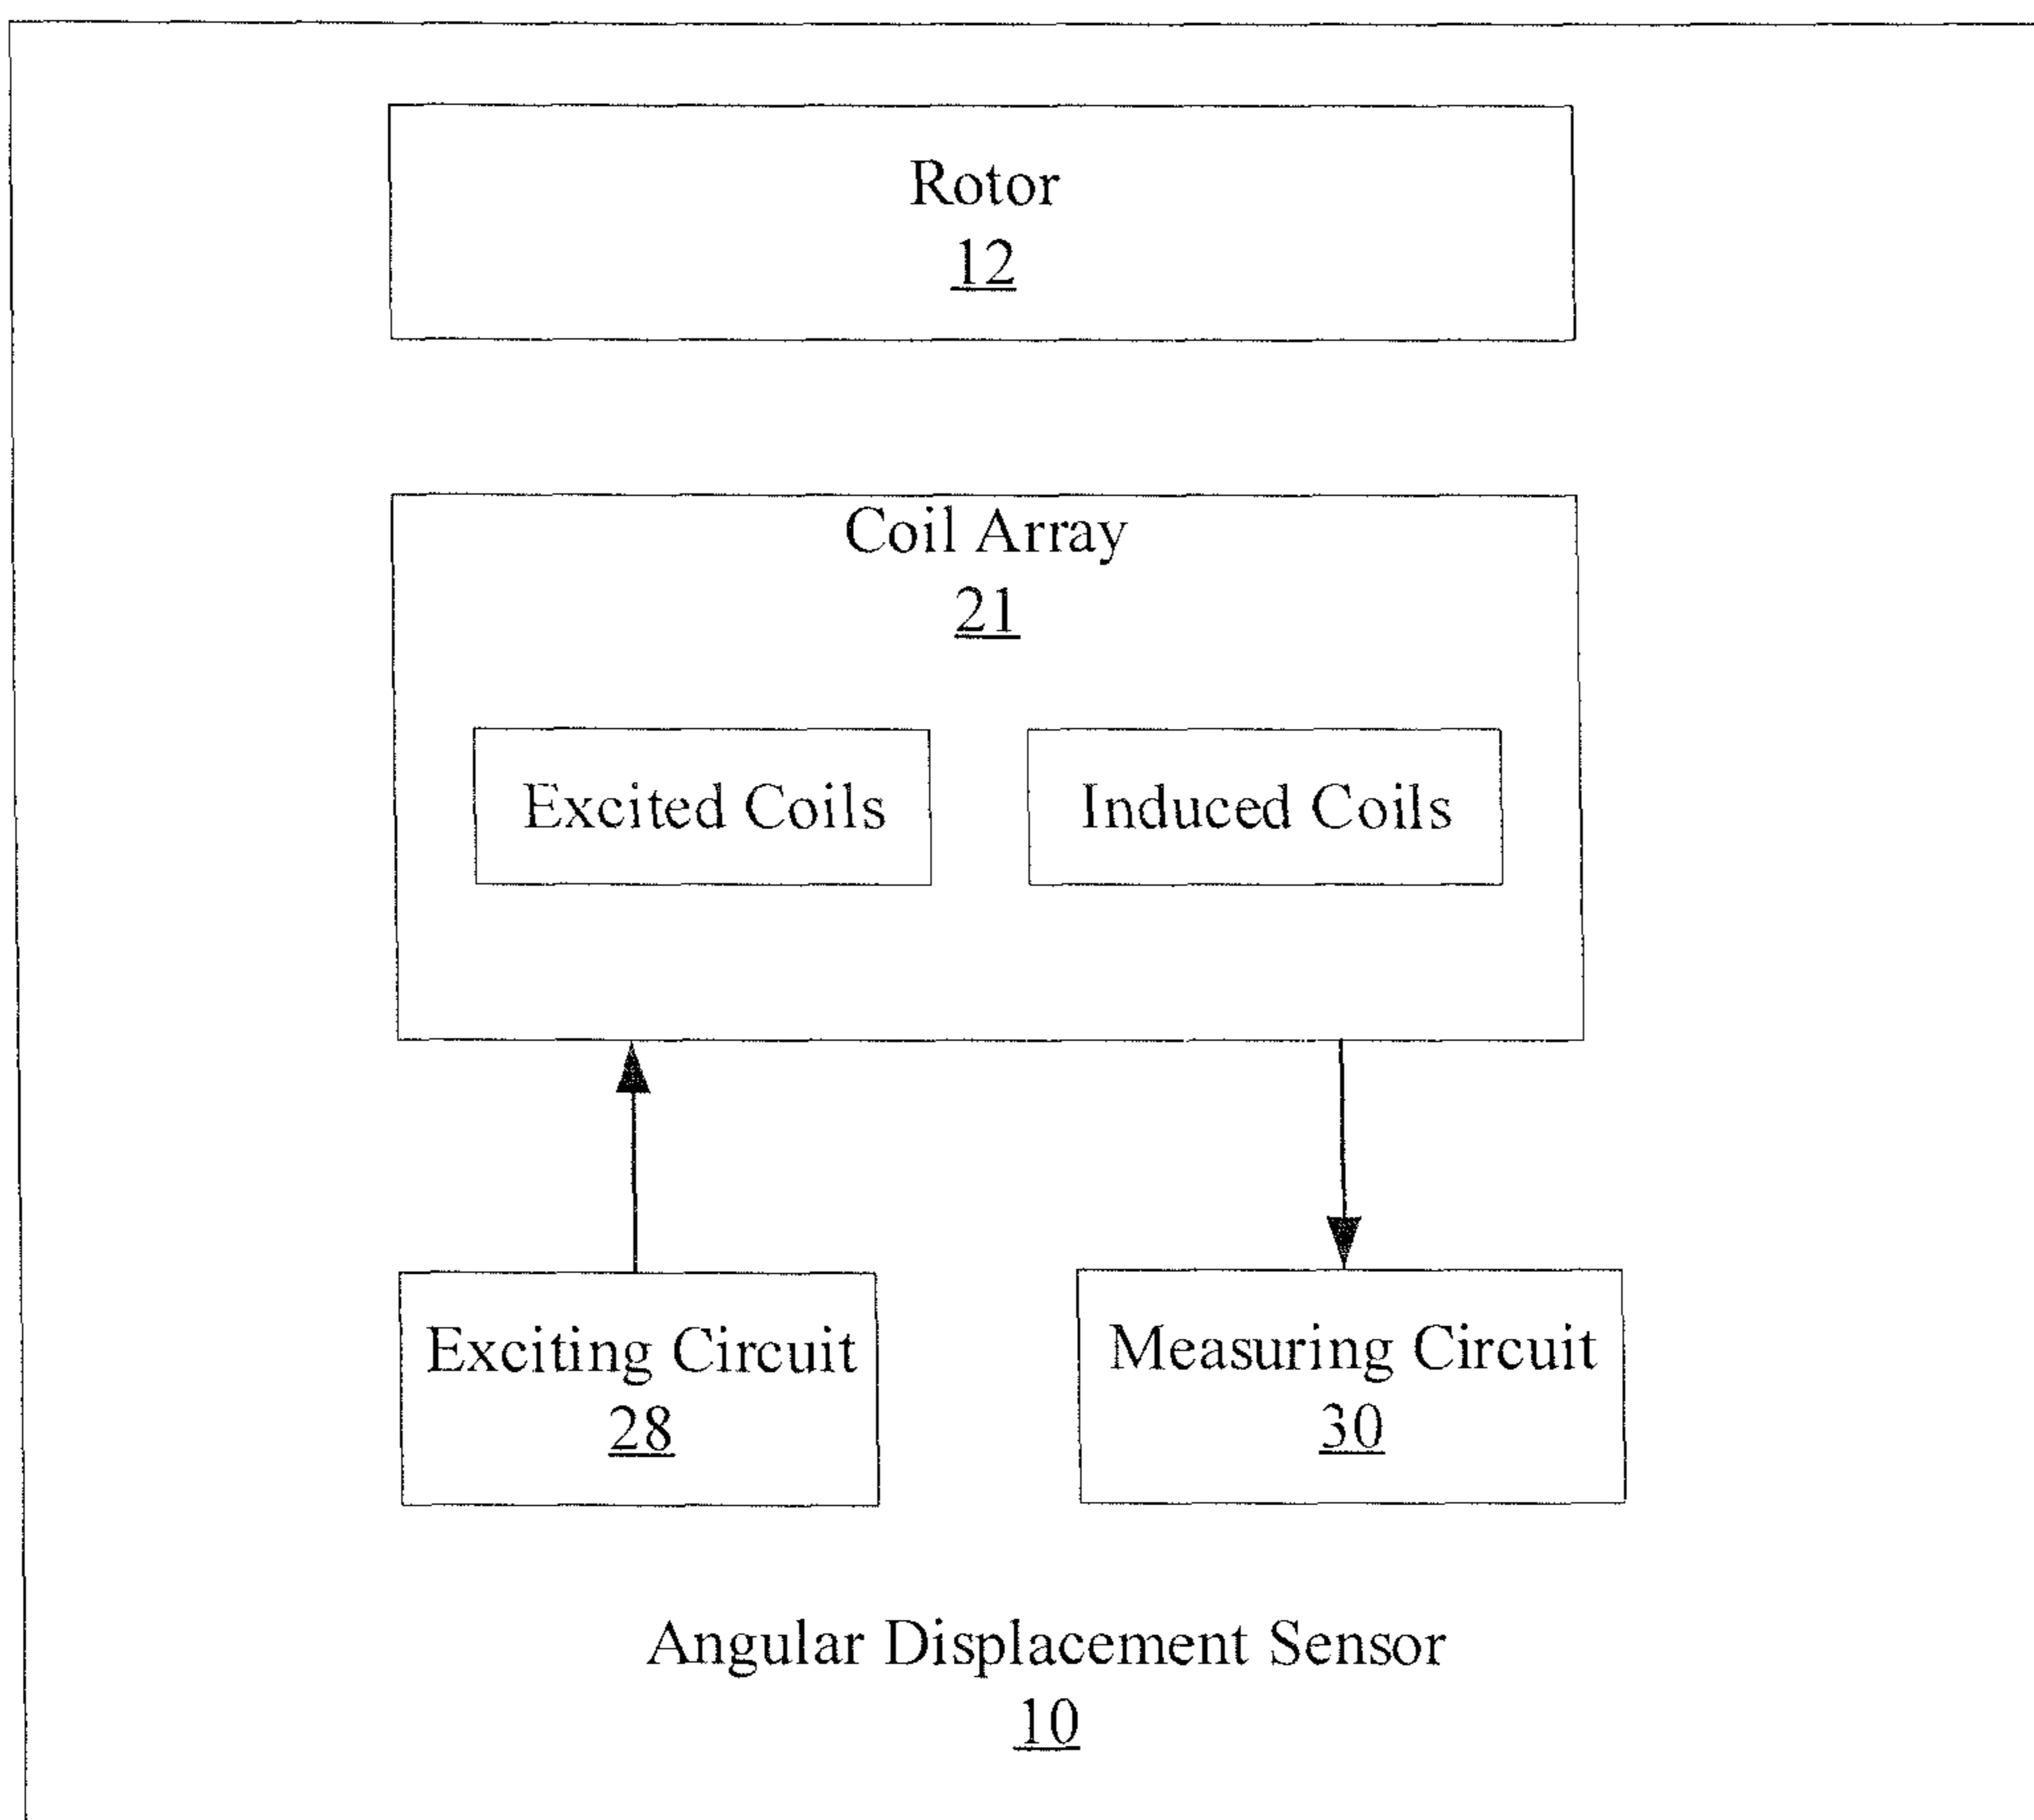 Rotor
12
Coil Array
21
Excited Coils
Induced Coils
Exciting Circuit
28
Measuring Circuit
30
Angular Displacement Sensor
10